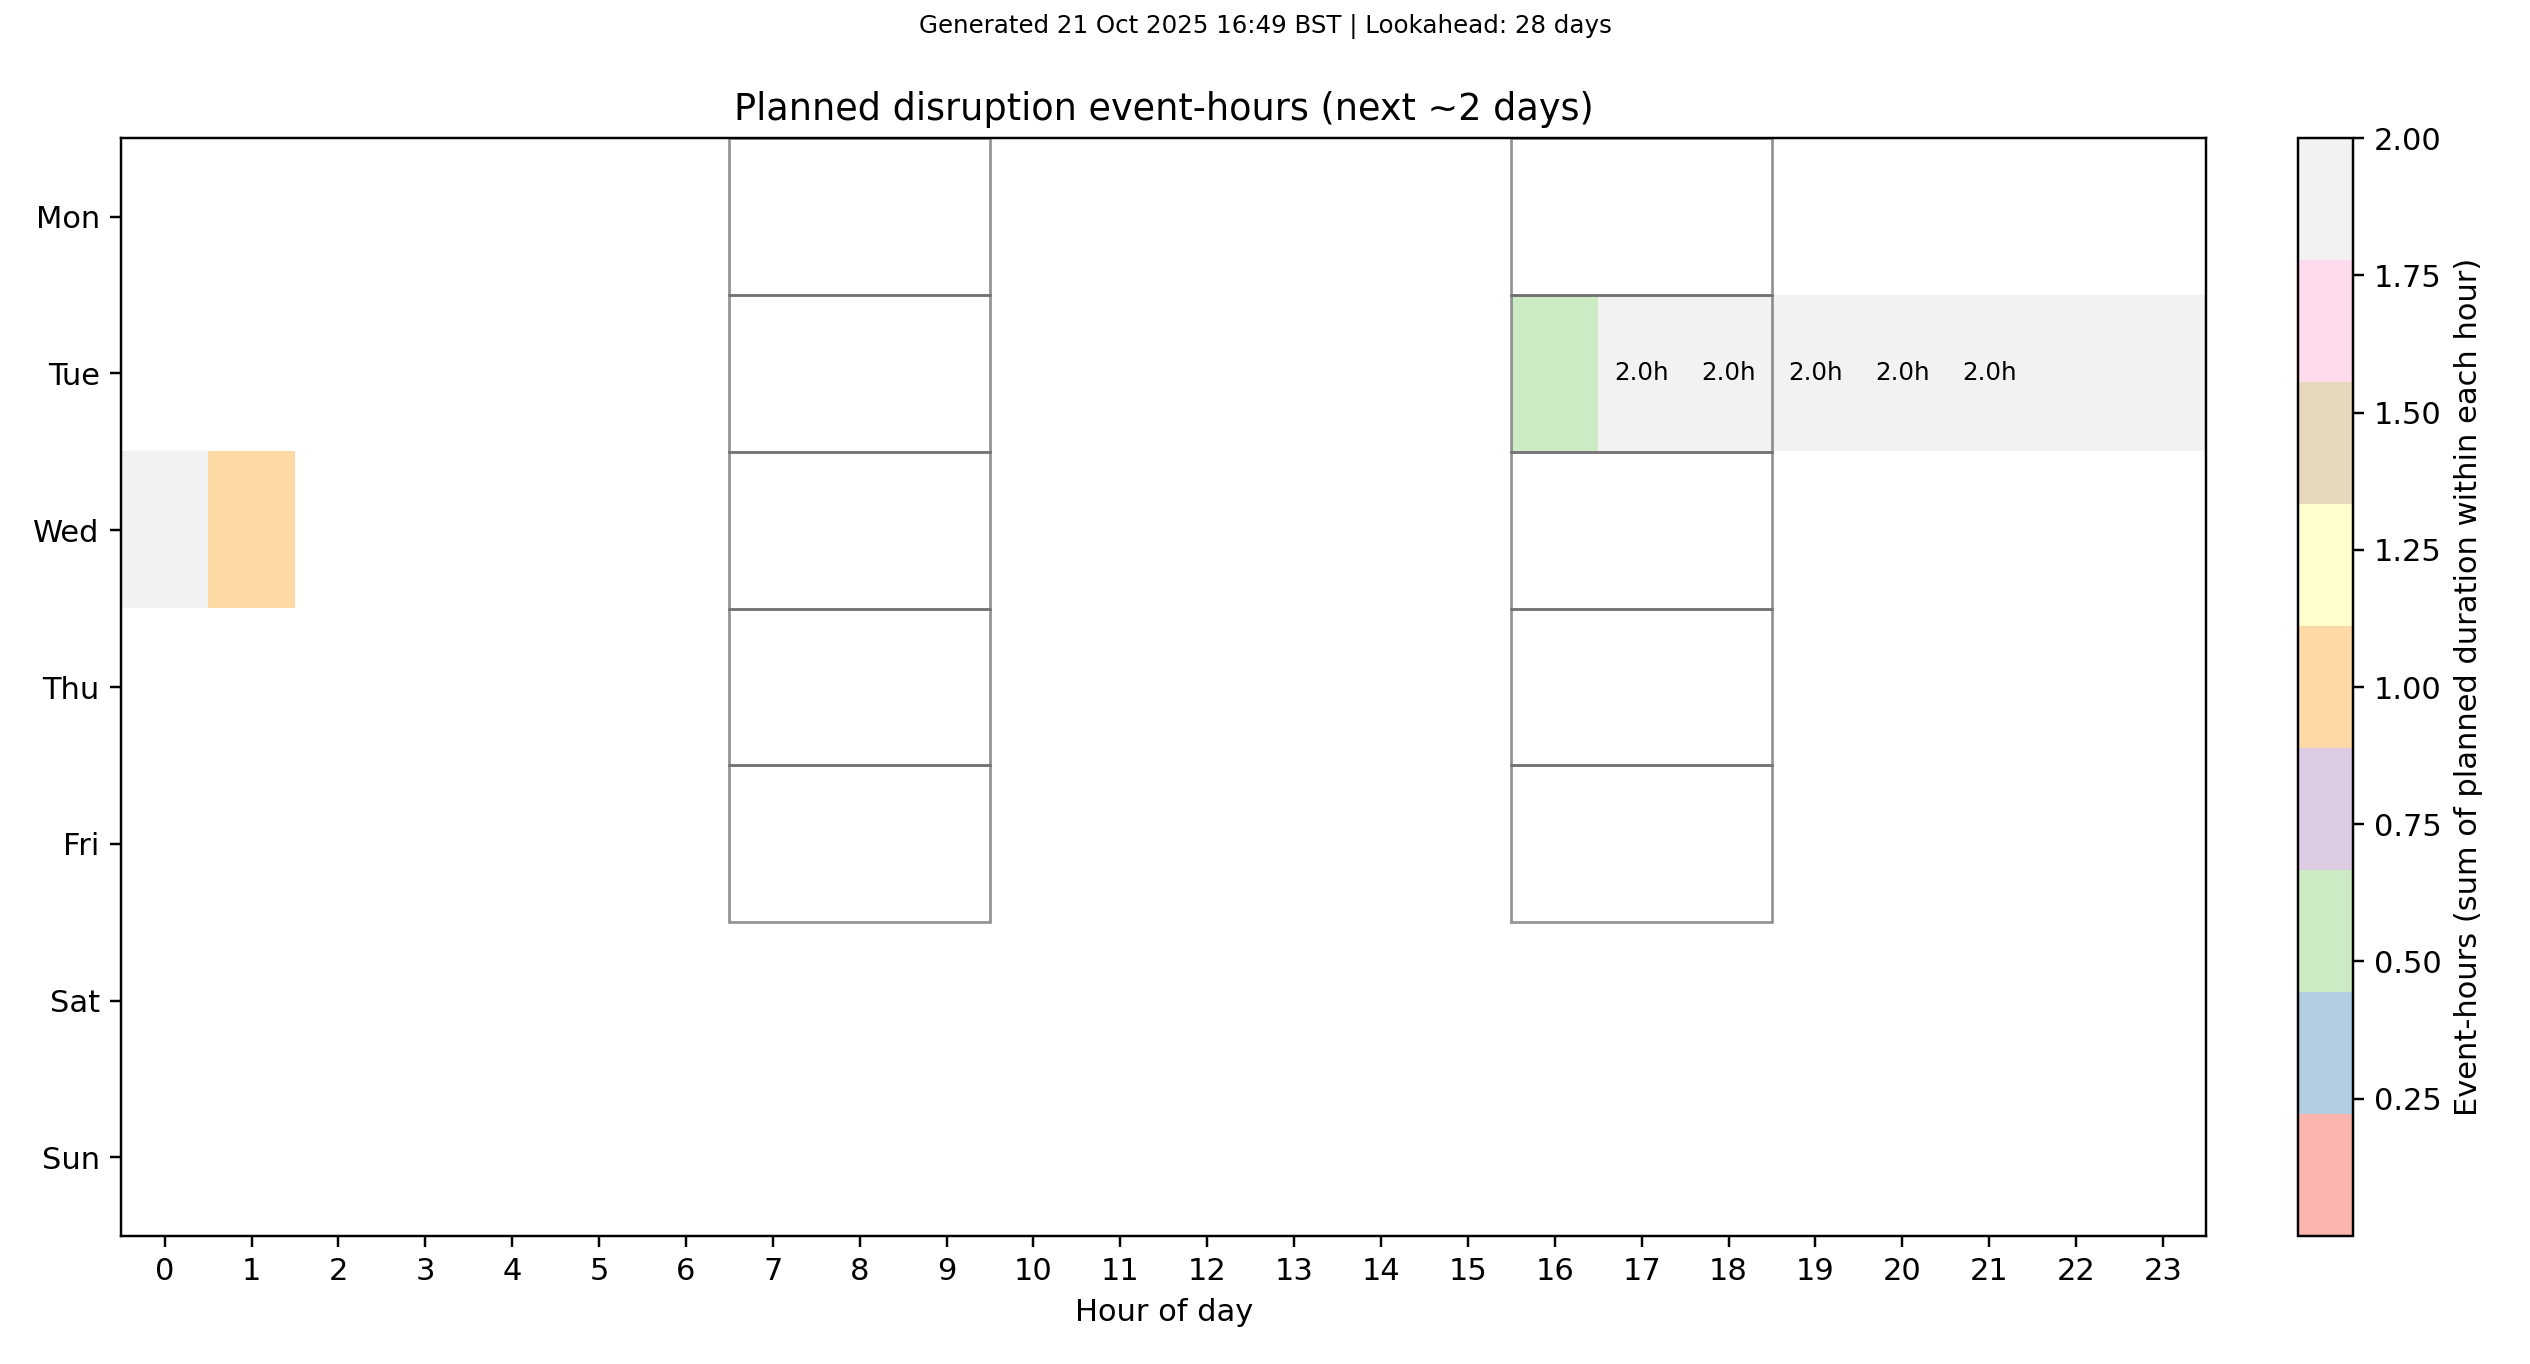 Generated 21 Oct 2025 16:49 BST | Lookahead: 28 days
Planned disruption event-hours (next ~2 days)
Mon
Tue
Wed
Thu
Fri
Sat
Sun
2.0h 2.0h 2.0h 2.0h 2.0h
0 1 2 3 4 5 6 7 8 9 10 11 12 13 14 15 16 17 18 19 20 21 22 23
Hour of day
2.00
1.75
1.50
1.25
1.00
0.75
0.50
0.25
Event-hours (sum of planned duration within each hour)